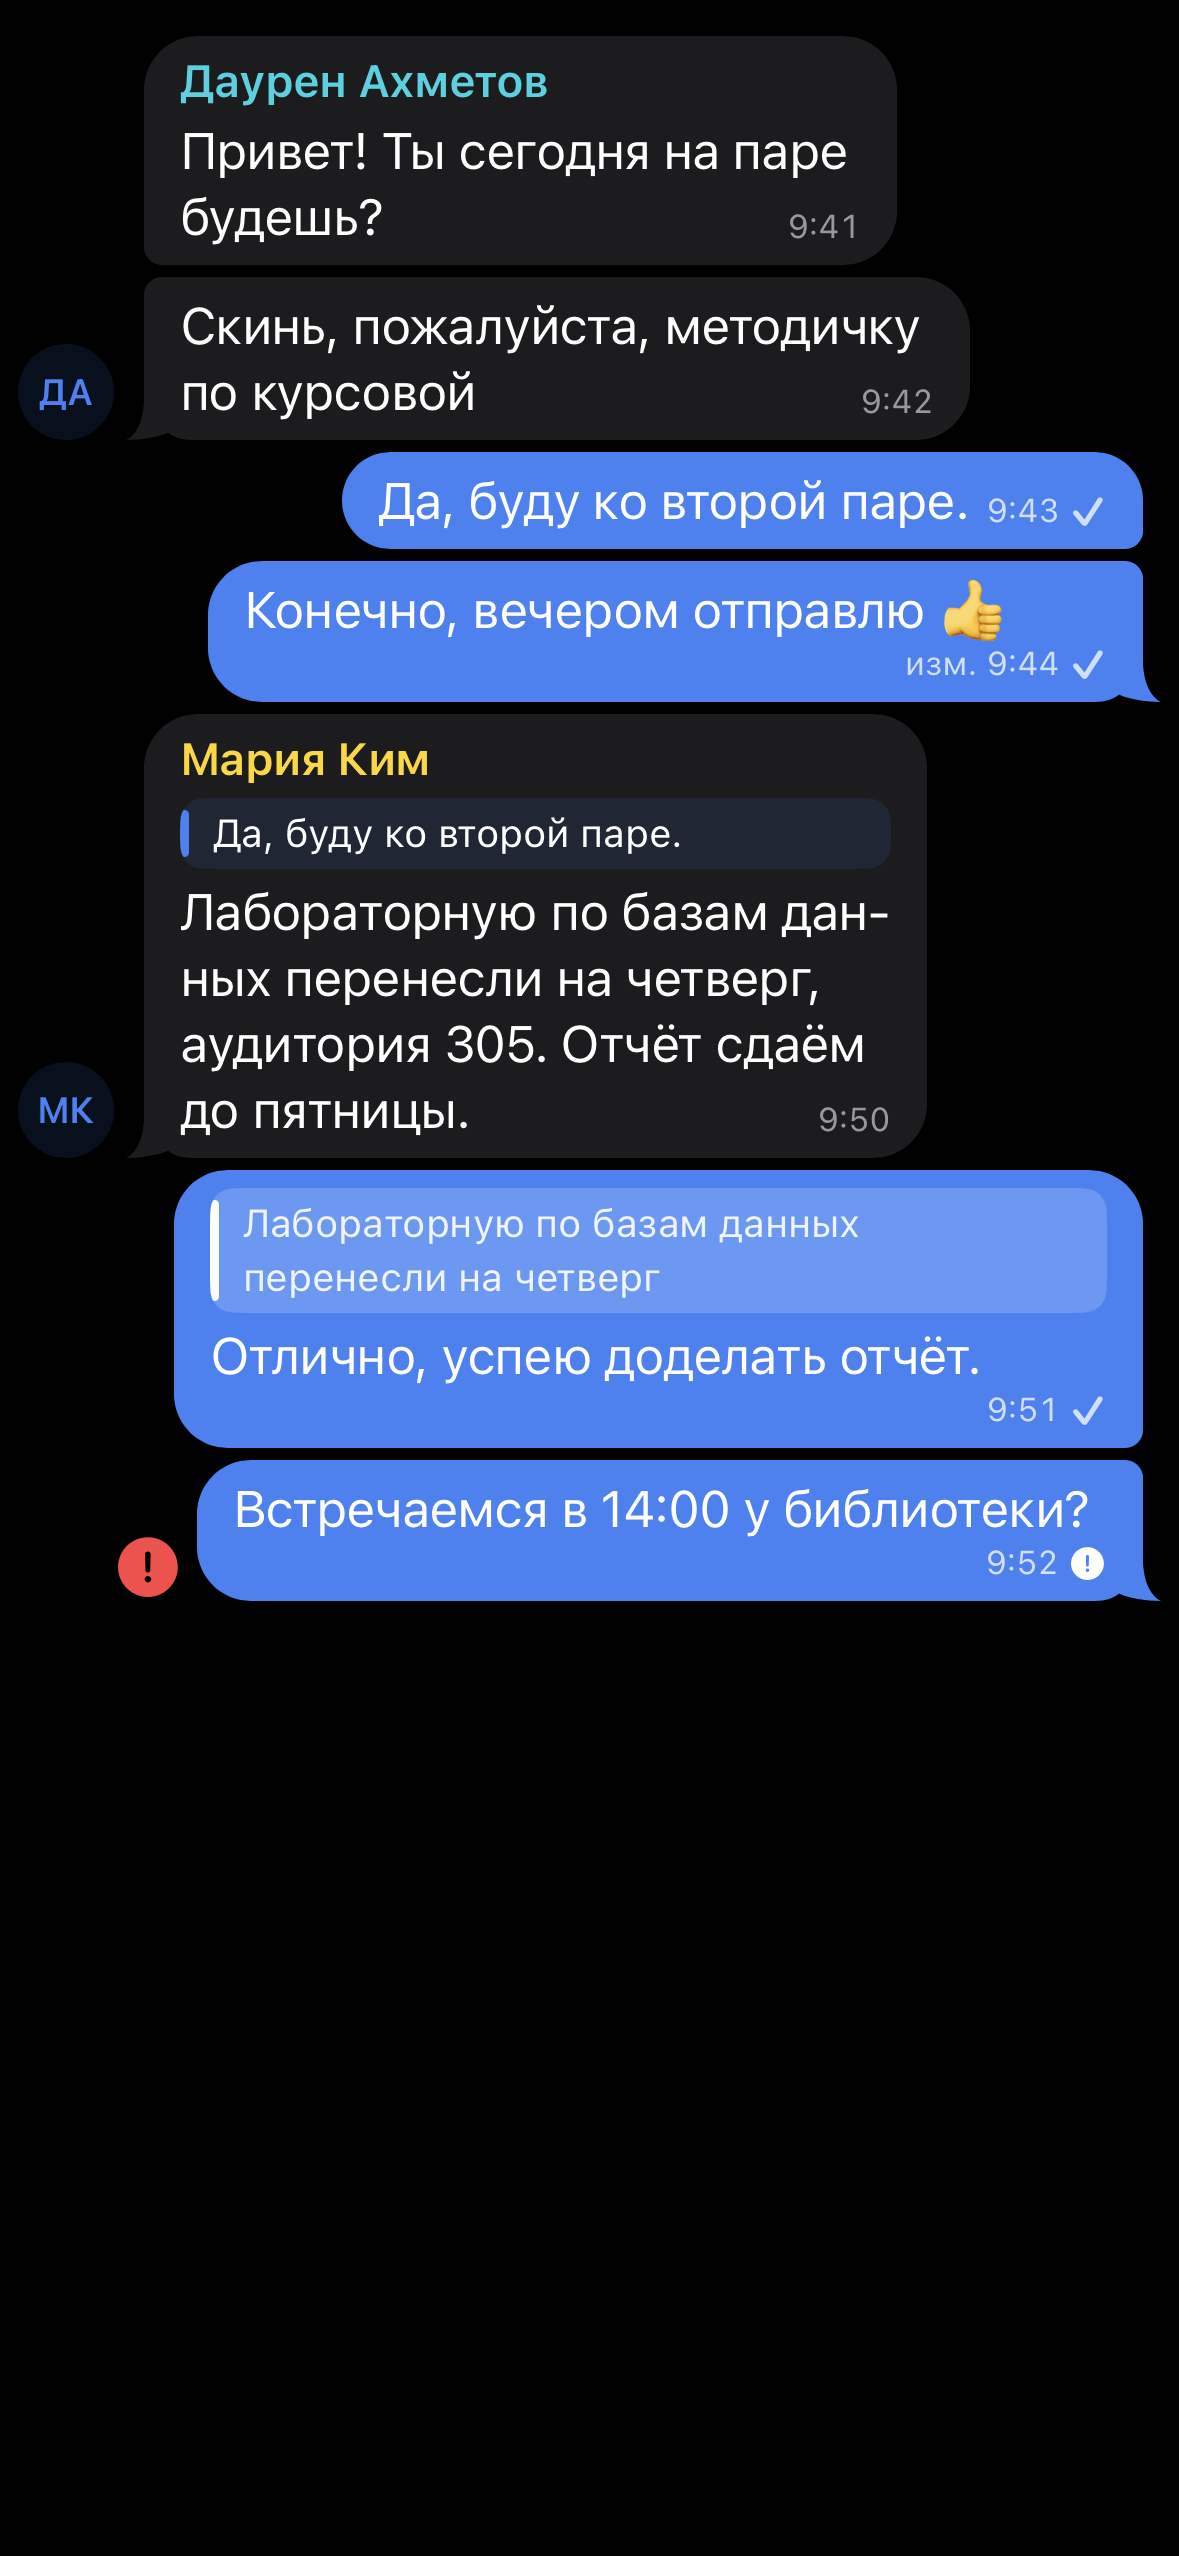 Даурен Ахметов
Привет! Ты сегодня на паре
будешь?
9:41
Скинь, пожалуйста, методичку
по курсовой
9:42
ДА
Да, буду ко второй паре.
9:43
Конечно, вечером отправлю 👍
изм. 9:44
Мария Ким
Да, буду ко второй паре.
Лабораторную по базам дан-
ных перенесли на четверг,
аудитория 305. Отчёт сдаём
до пятницы.
9:50
МК
Лабораторную по базам данных
перенесли на четверг
Отлично, успею доделать отчёт.
9:51
Встречаемся в 14:00 у библиотеки?
9:52